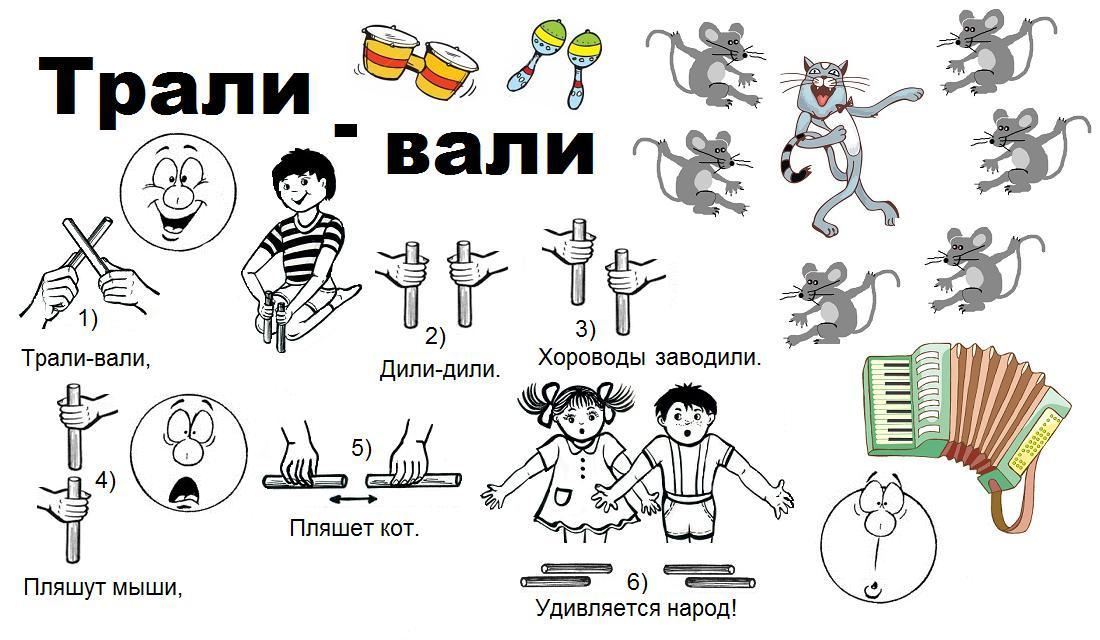 Трали
-
вали
1)
Трали-вали,
2)
Дили-дили.
3)
Хороводы заводили.
4)
Пляшут мыши,
5)
Пляшет кот.
6)
Удивляется народ!